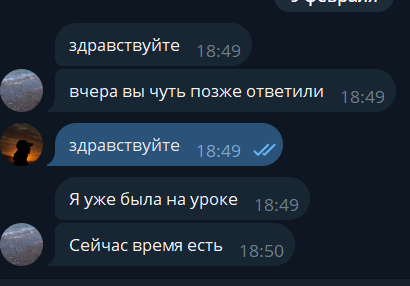 9 февраля
здравствуйте 18:49
вчера вы чуть позже ответили 18:49
здравствуйте 18:49
Я уже была на уроке 18:49
Сейчас время есть 18:50